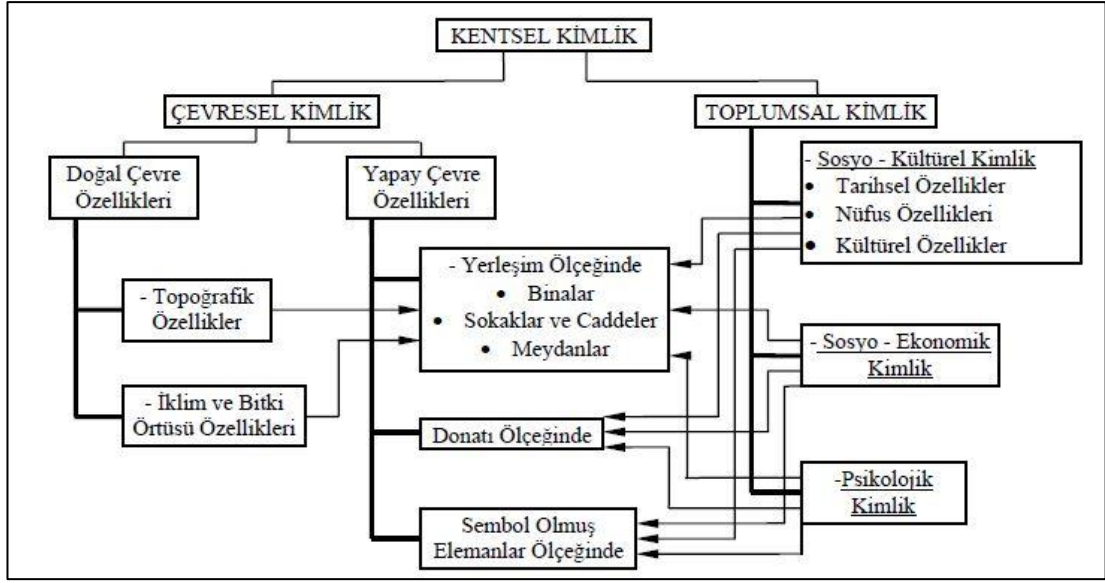 KENTSEL KİMLİK
ÇEVRESEL KİMLİK
TOPLUMSAL KİMLİK
Doğal Çevre
Özellikleri
Yapay Çevre
Özellikleri
- Sosyo - Kültürel Kimlik
• Tarihsel Özellikler
• Nüfus Özellikleri
• Kültürel Özellikler
- Yerleşim Ölçeğinde
• Binalar
• Sokaklar ve Caddeler
• Meydanlar
- Topoğrafik
Özellikler
- Sosyo - Ekonomik
Kimlik
- İklim ve Bitki
Örtüsü Özellikleri
Donatı Ölçeğinde
-Psikolojik
Kimlik
Sembol Olmuş
Elemanlar Ölçeğinde